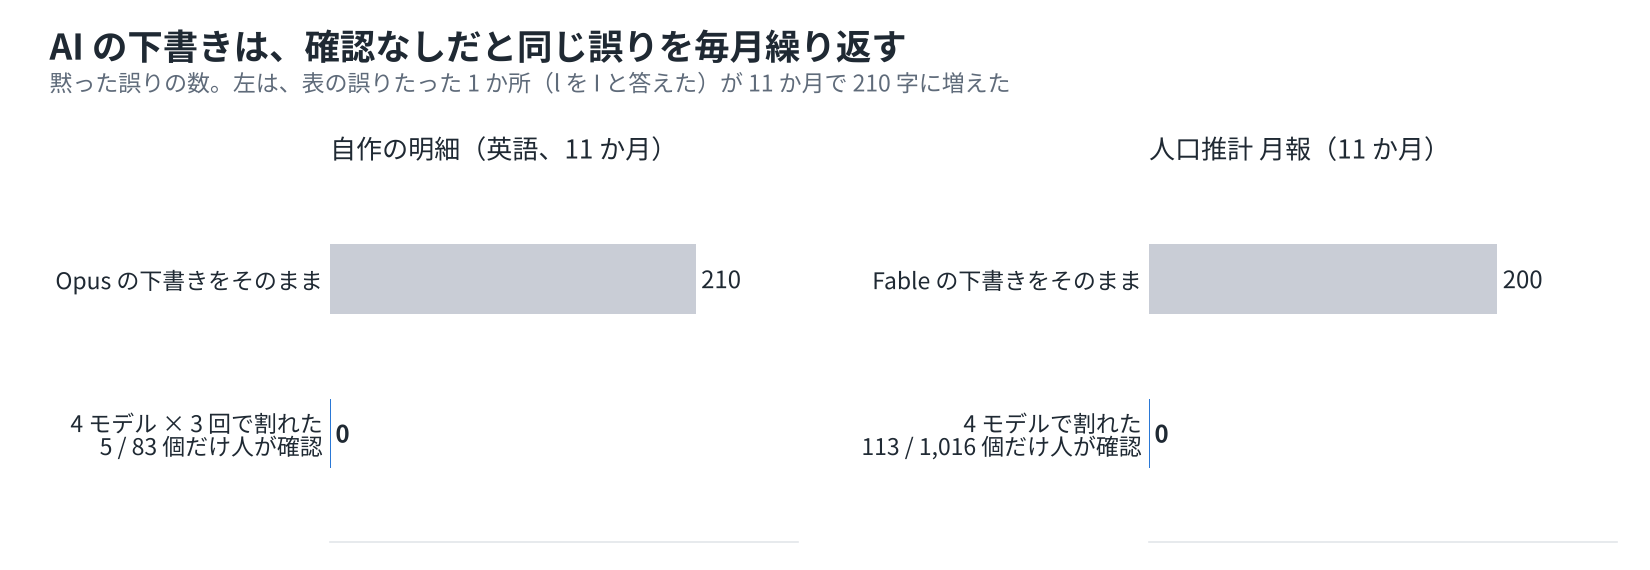 AI の下書きは、確認なしだと同じ誤りを毎月繰り返す
黙った誤りの数。左は、表の誤りたった 1 か所（l を I と答えた）が 11 か月で 210 字に増えた
自作の明細（英語、11 か月）
Opus の下書きをそのまま
210
4 モデル × 3 回で割れた
5 / 83 個だけ人が確認
0
人口推計 月報（11 か月）
Fable の下書きをそのまま
200
4 モデルで割れた
113 / 1,016 個だけ人が確認
0